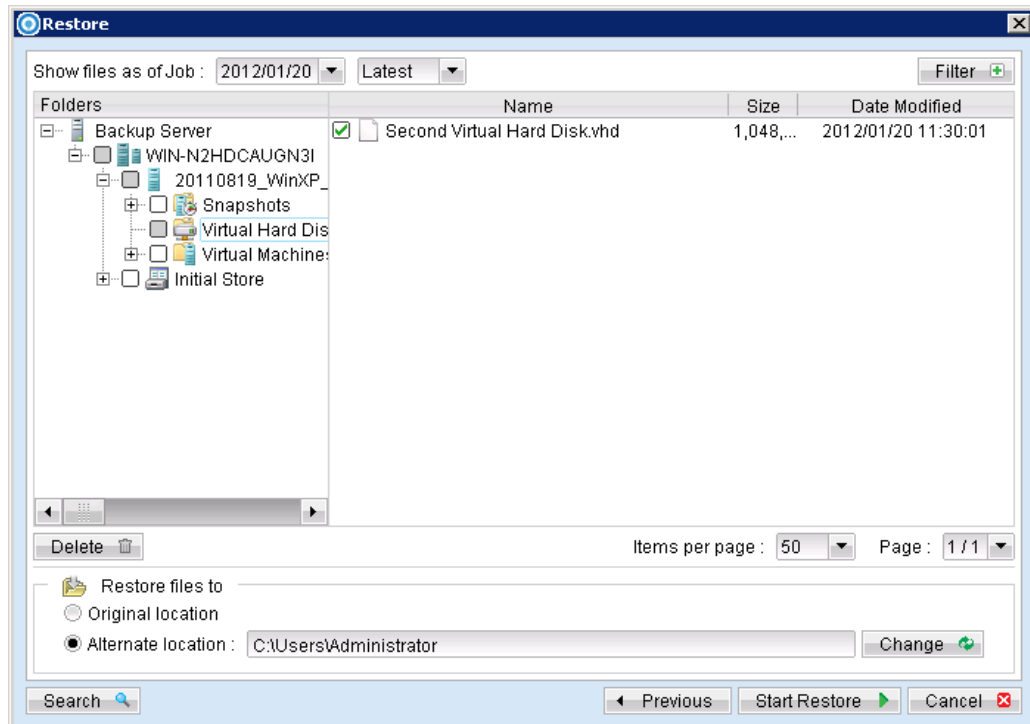 Restore
Show files as of Job : 2012/01/20 Latest Filter
Folders Name Size Date Modified
Backup Server Second Virtual Hard Disk.vhd 1,048,... 2012/01/20 11:30:01
WIN-N2HDCAUGN3I
20110819_WinXP_
Snapshots
Virtual Hard Dis
Virtual Machine
Initial Store
Delete Items per page : 50 Page : 1 / 1
Restore files to
Original location
Alternate location : C:\Users\Administrator Change
Search Previous Start Restore Cancel